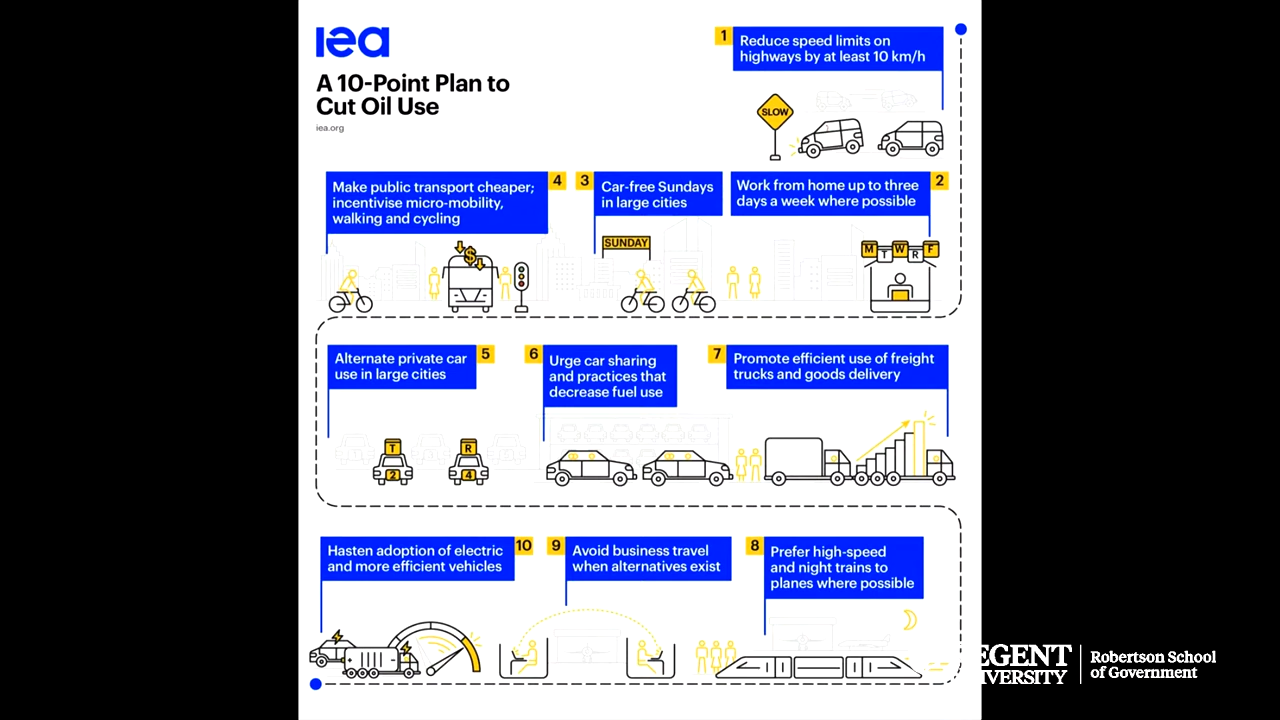 iea
A 10-Point Plan to
Cut Oil Use
iea.org
1
Reduce speed limits on
highways by at least 10 km/h
SLOW
2
Work from home up to three
days a week where possible
M T W R F
3
Car-free Sundays
in large cities
SUNDAY
4
Make public transport cheaper;
incentivise micro-mobility,
walking and cycling
$
5
Alternate private car
use in large cities
T
2
R
4
6
Urge car sharing
and practices that
decrease fuel use
7
Promote efficient use of freight
trucks and goods delivery
8
Prefer high-speed
and night trains to
planes where possible
9
Avoid business travel
when alternatives exist
10
Hasten adoption of electric
and more efficient vehicles
EGENT
IVERSITY
Robertson School
of Government